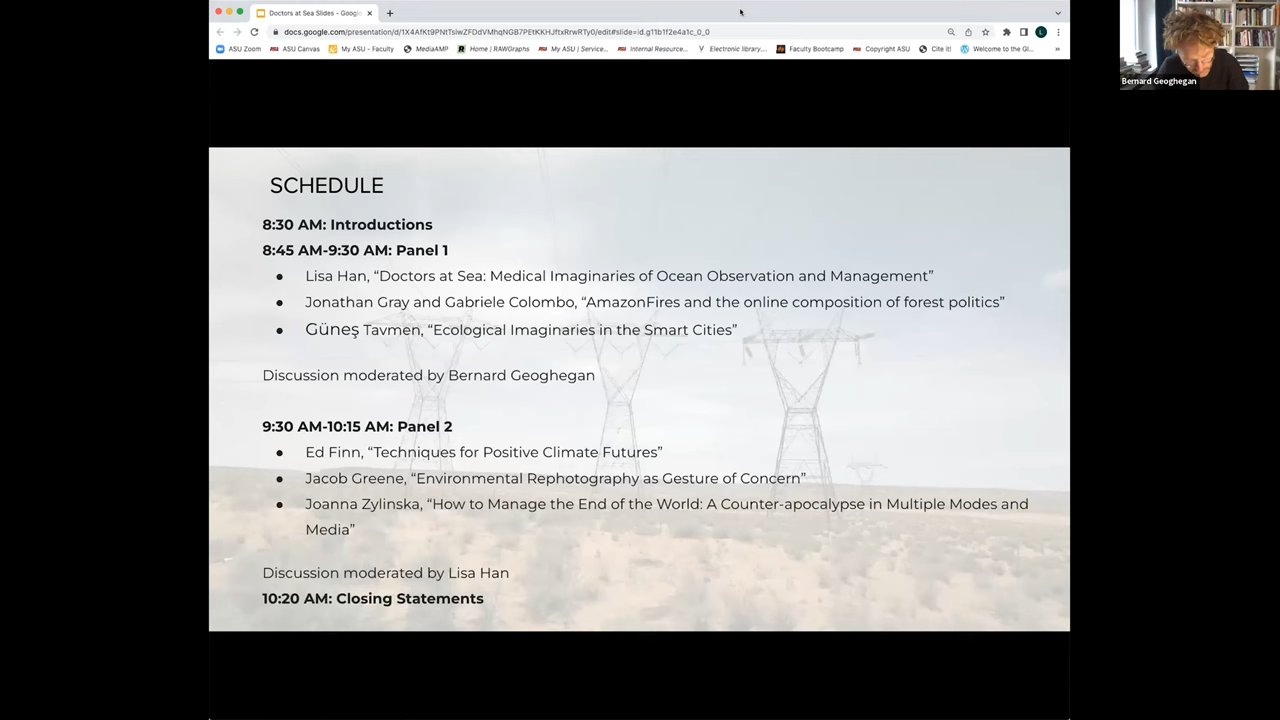 Doctors at Sea Slides - Google
docs.google.com/presentation/d/1X4AfKt9PNtTslwZFDdVMhqNGB7PEtKKHJftxRrwRTy0/edit#slide=id.g11b1f2e4a1c_0_0
ASU Zoom ASU Canvas My ASU - Faculty MediaAMP Home | RAWGraphs My ASU | Service... Internal Resource... Electronic library.... Faculty Bootcamp Copyright ASU Cite it! Welcome to the Gl... »
Bernard Geoghegan
SCHEDULE
8:30 AM: Introductions
8:45 AM-9:30 AM: Panel 1
● Lisa Han, “Doctors at Sea: Medical Imaginaries of Ocean Observation and Management”
● Jonathan Gray and Gabriele Colombo, “AmazonFires and the online composition of forest politics”
● Güneş Tavmen, “Ecological Imaginaries in the Smart Cities”
Discussion moderated by Bernard Geoghegan
9:30 AM-10:15 AM: Panel 2
● Ed Finn, “Techniques for Positive Climate Futures”
● Jacob Greene, “Environmental Rephotography as Gesture of Concern”
● Joanna Zylinska, “How to Manage the End of the World: A Counter-apocalypse in Multiple Modes and
Media”
Discussion moderated by Lisa Han
10:20 AM: Closing Statements